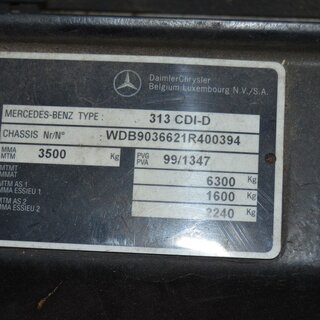 DaimlerChrysler
Belgium Luxembourg N.V./S.A.
MERCEDES-BENZ TYPE : 313 CDI-D
CHASSIS Nr/N° : WDB9036621R400394
MMA MTM 3500 Kg PVG PVA 99/1347
MTMT MMAT 6300 Kg
MTM AS 1 MMA ESSIEU 1 1600 Kg
MTM AS 2 MMA ESSIEU 2 2240 Kg